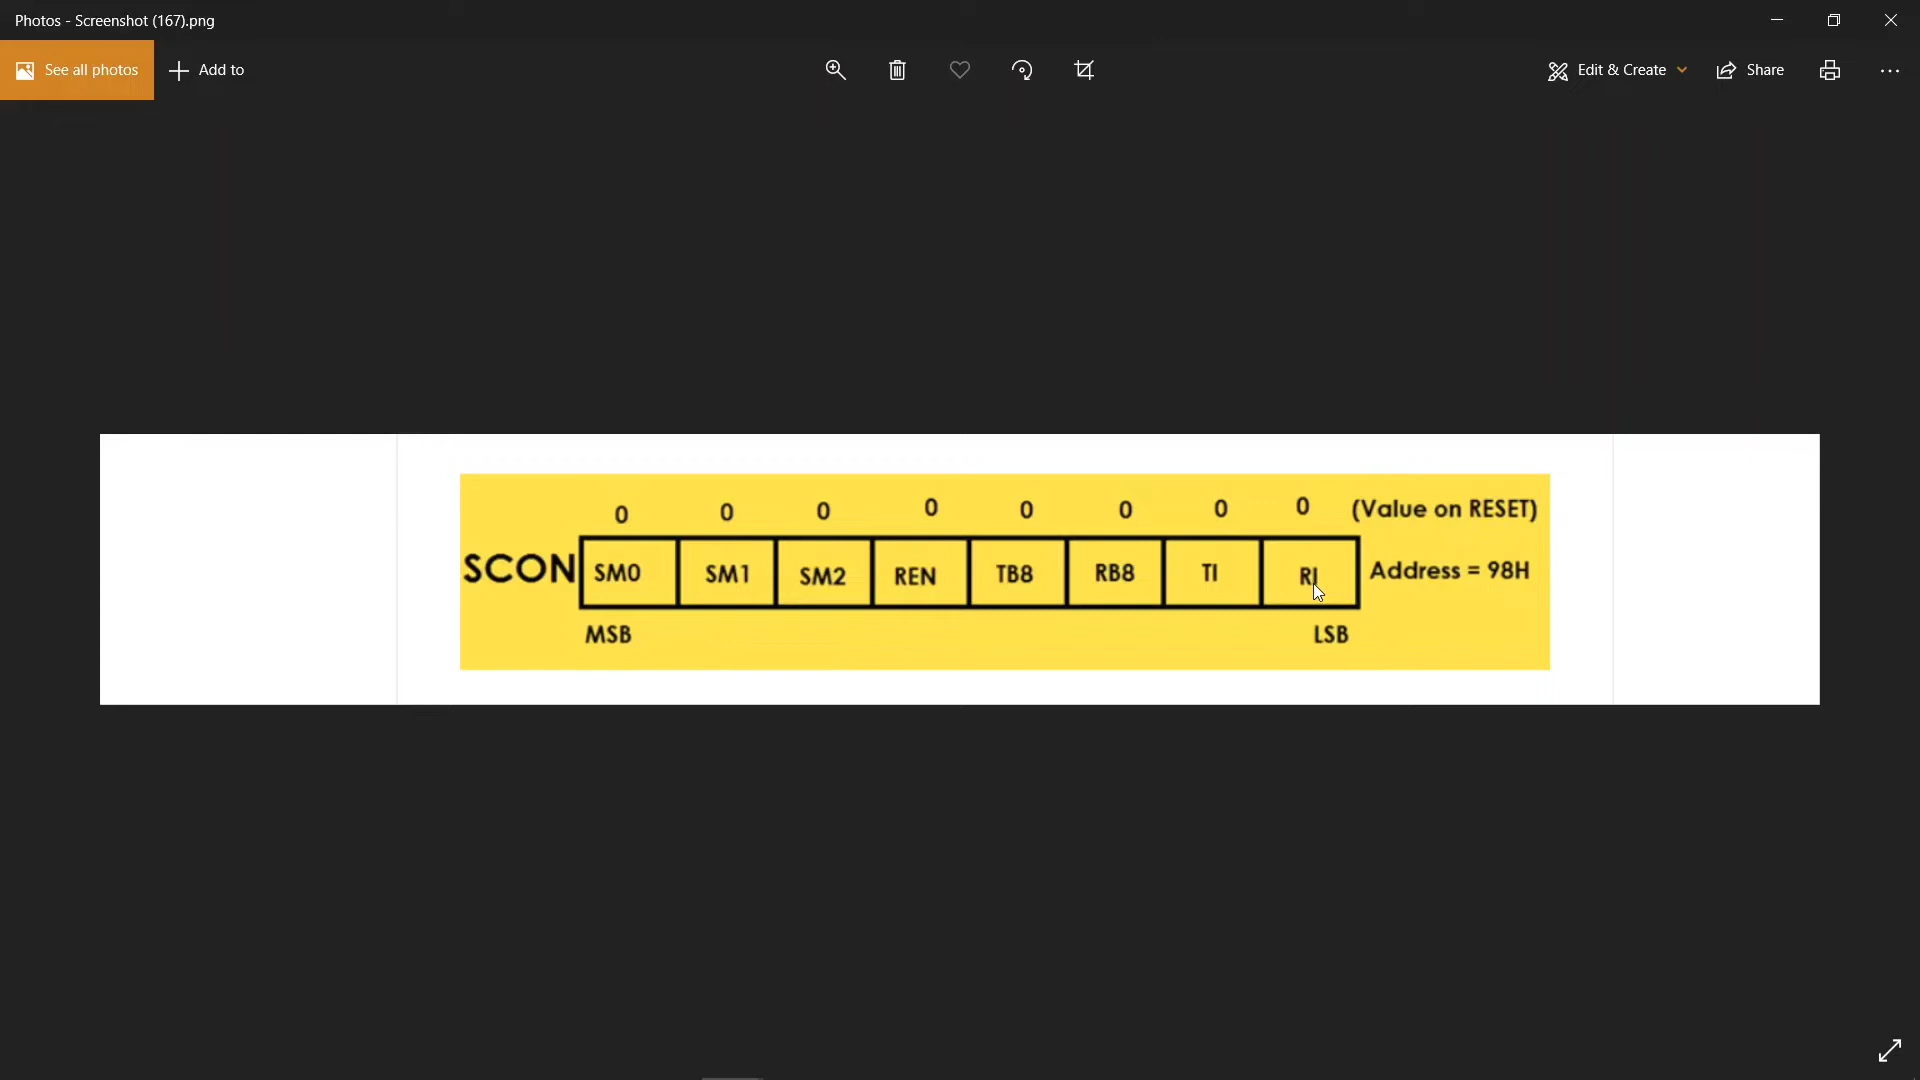 Photos - Screenshot (167).png
See all photos
Add to
Edit & Create
Share
0 0 0 0 0 0 0 0 (Value on RESET)
SCON SM0 SM1 SM2 REN TB8 RB8 TI RI Address = 98H
MSB LSB